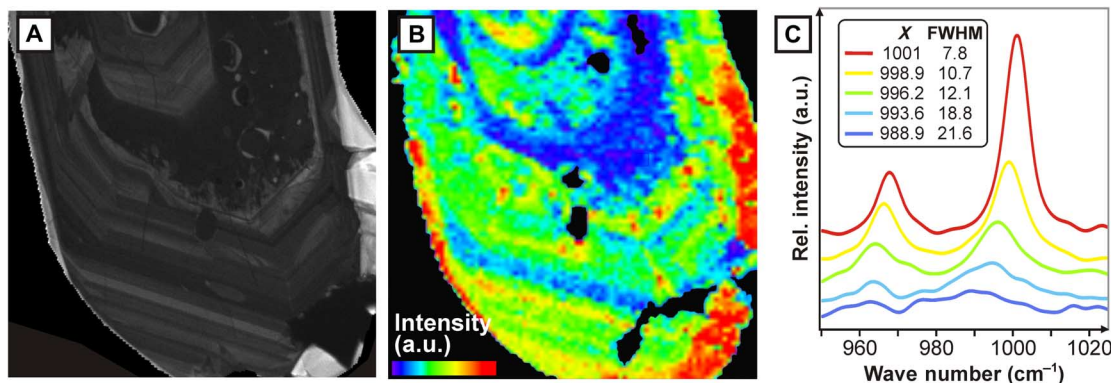 A
B
Intensity
(a.u.)
C
X FWHM
1001 7.8
998.9 10.7
996.2 12.1
993.6 18.8
988.9 21.6
Rel. intensity (a.u.)
960 980 1000 1020
Wave number (cm⁻¹)